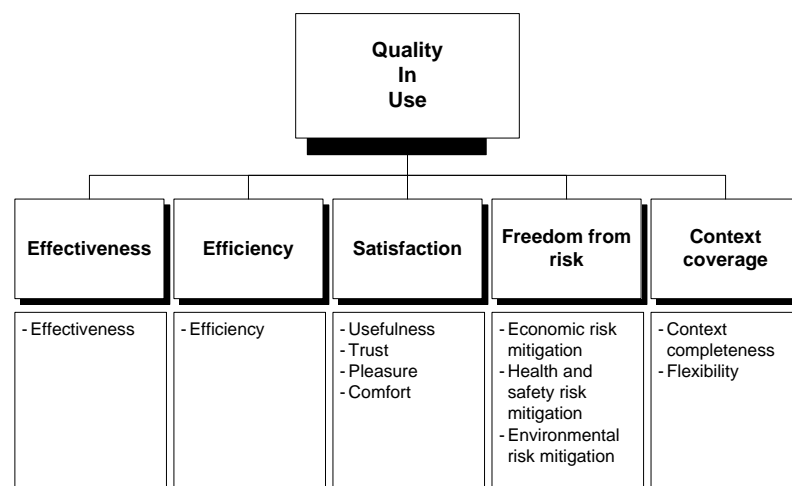 Quality
In
Use
Effectiveness
Efficiency
Satisfaction
Freedom from
risk
Context
coverage
- Effectiveness
- Efficiency
- Usefulness
- Trust
- Pleasure
- Comfort
- Economic risk
mitigation
- Health and
safety risk
mitigation
- Environmental
risk mitigation
- Context
completeness
- Flexibility